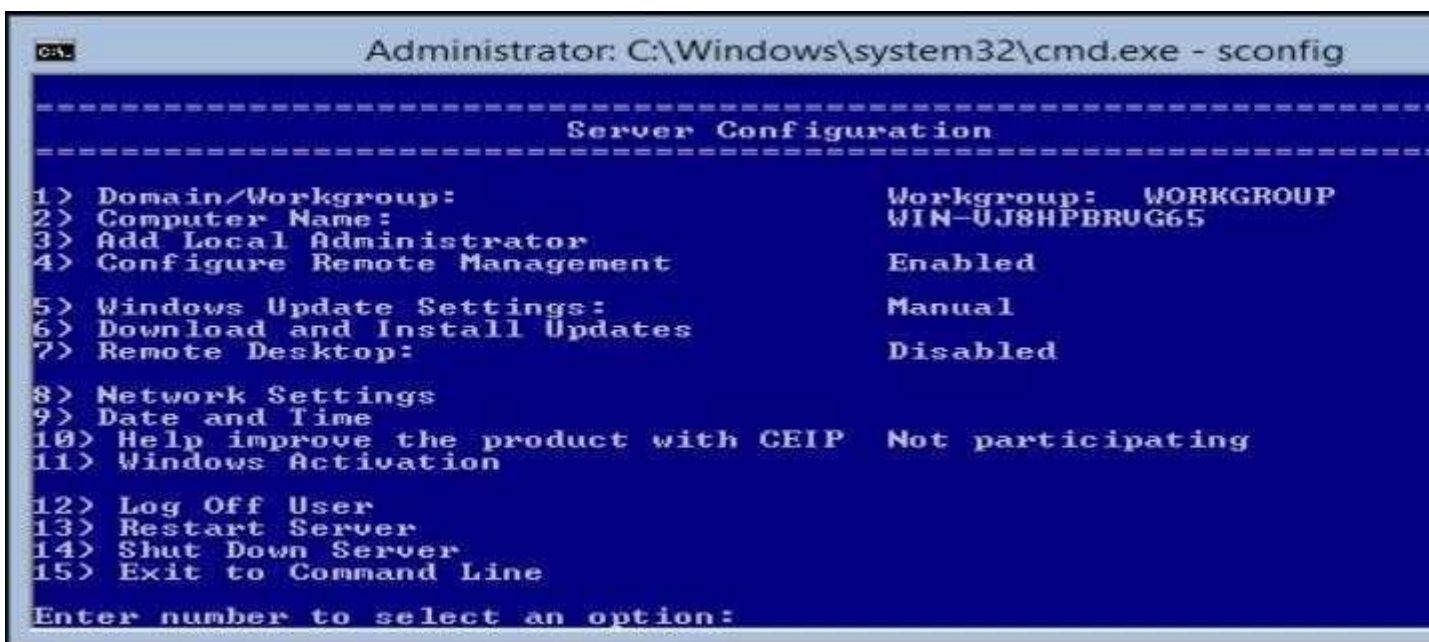 Administrator: C:\Windows\system32\cmd.exe - sconfig
===============================================================================
Server Configuration
===============================================================================
1) Domain/Workgroup: Workgroup: WORKGROUP
2) Computer Name: WIN-VJ8HPBRVG65
3) Add Local Administrator
4) Configure Remote Management Enabled
5) Windows Update Settings: Manual
6) Download and Install Updates
7) Remote Desktop: Disabled
8) Network Settings
9) Date and Time
10) Help improve the product with CEIP Not participating
11) Windows Activation
12) Log Off User
13) Restart Server
14) Shut Down Server
15) Exit to Command Line
Enter number to select an option: